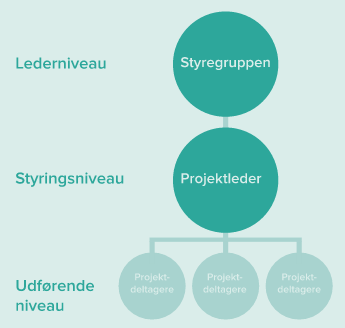 Lederniveau
Styregruppen
Styringsniveau
Projektleder
Udførende
niveau
Projekt-
deltagere
Projekt-
deltagere
Projekt-
deltagere